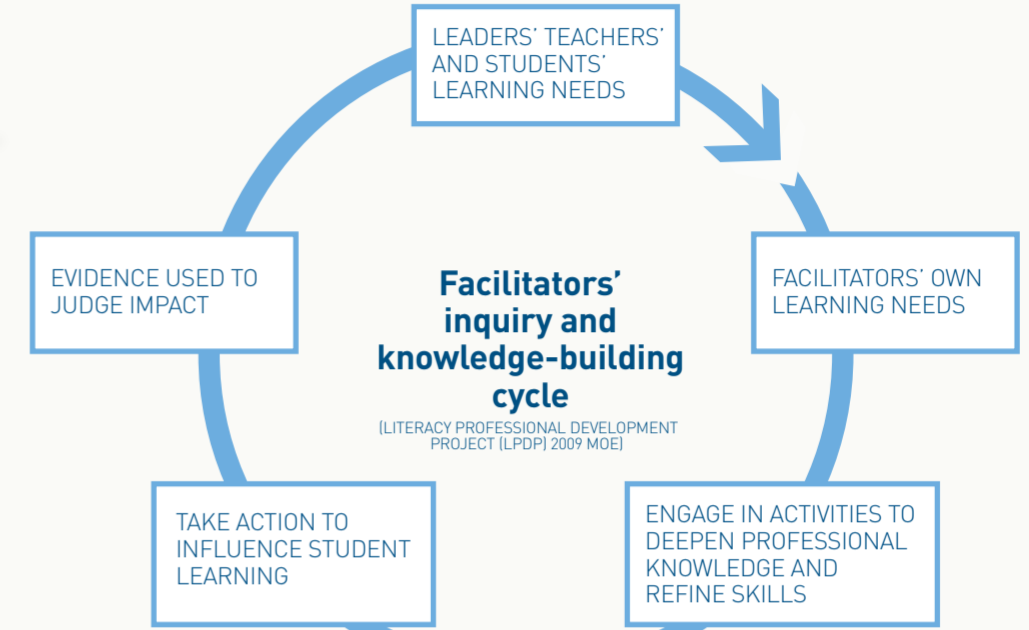 LEADERS’ TEACHERS’
AND STUDENTS’
LEARNING NEEDS
EVIDENCE USED TO
JUDGE IMPACT
Facilitators’
inquiry and
knowledge-building
cycle
(LITERACY PROFESSIONAL DEVELOPMENT
PROJECT (LPDP) 2009 MOE)
FACILITATORS’ OWN
LEARNING NEEDS
TAKE ACTION TO
INFLUENCE STUDENT
LEARNING
ENGAGE IN ACTIVITIES TO
DEEPEN PROFESSIONAL
KNOWLEDGE AND
REFINE SKILLS